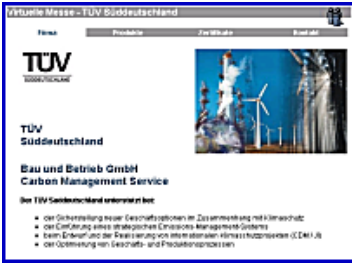 Virtuelle Messe - TÜV Süddeutschland
Firma Produkte Zertifikate Kontakt
TÜV
SÜDDEUTSCHLAND
TÜV
Süddeutschland
Bau und Betrieb GmbH
Carbon Management Service
Der TÜV Süddeutschland unterstützt bei:
der Sicherstellung neuer Geschäftsoptionen im Zusammenhang mit Klimaschutz
der Einführung eines strategischen Emissions-Management-Systems
beim Entwurf und der Realisierung von internationalen Klimaschutzprojekten (CDM / JI)
der Optimierung von Geschäfts- und Produktionsprozessen